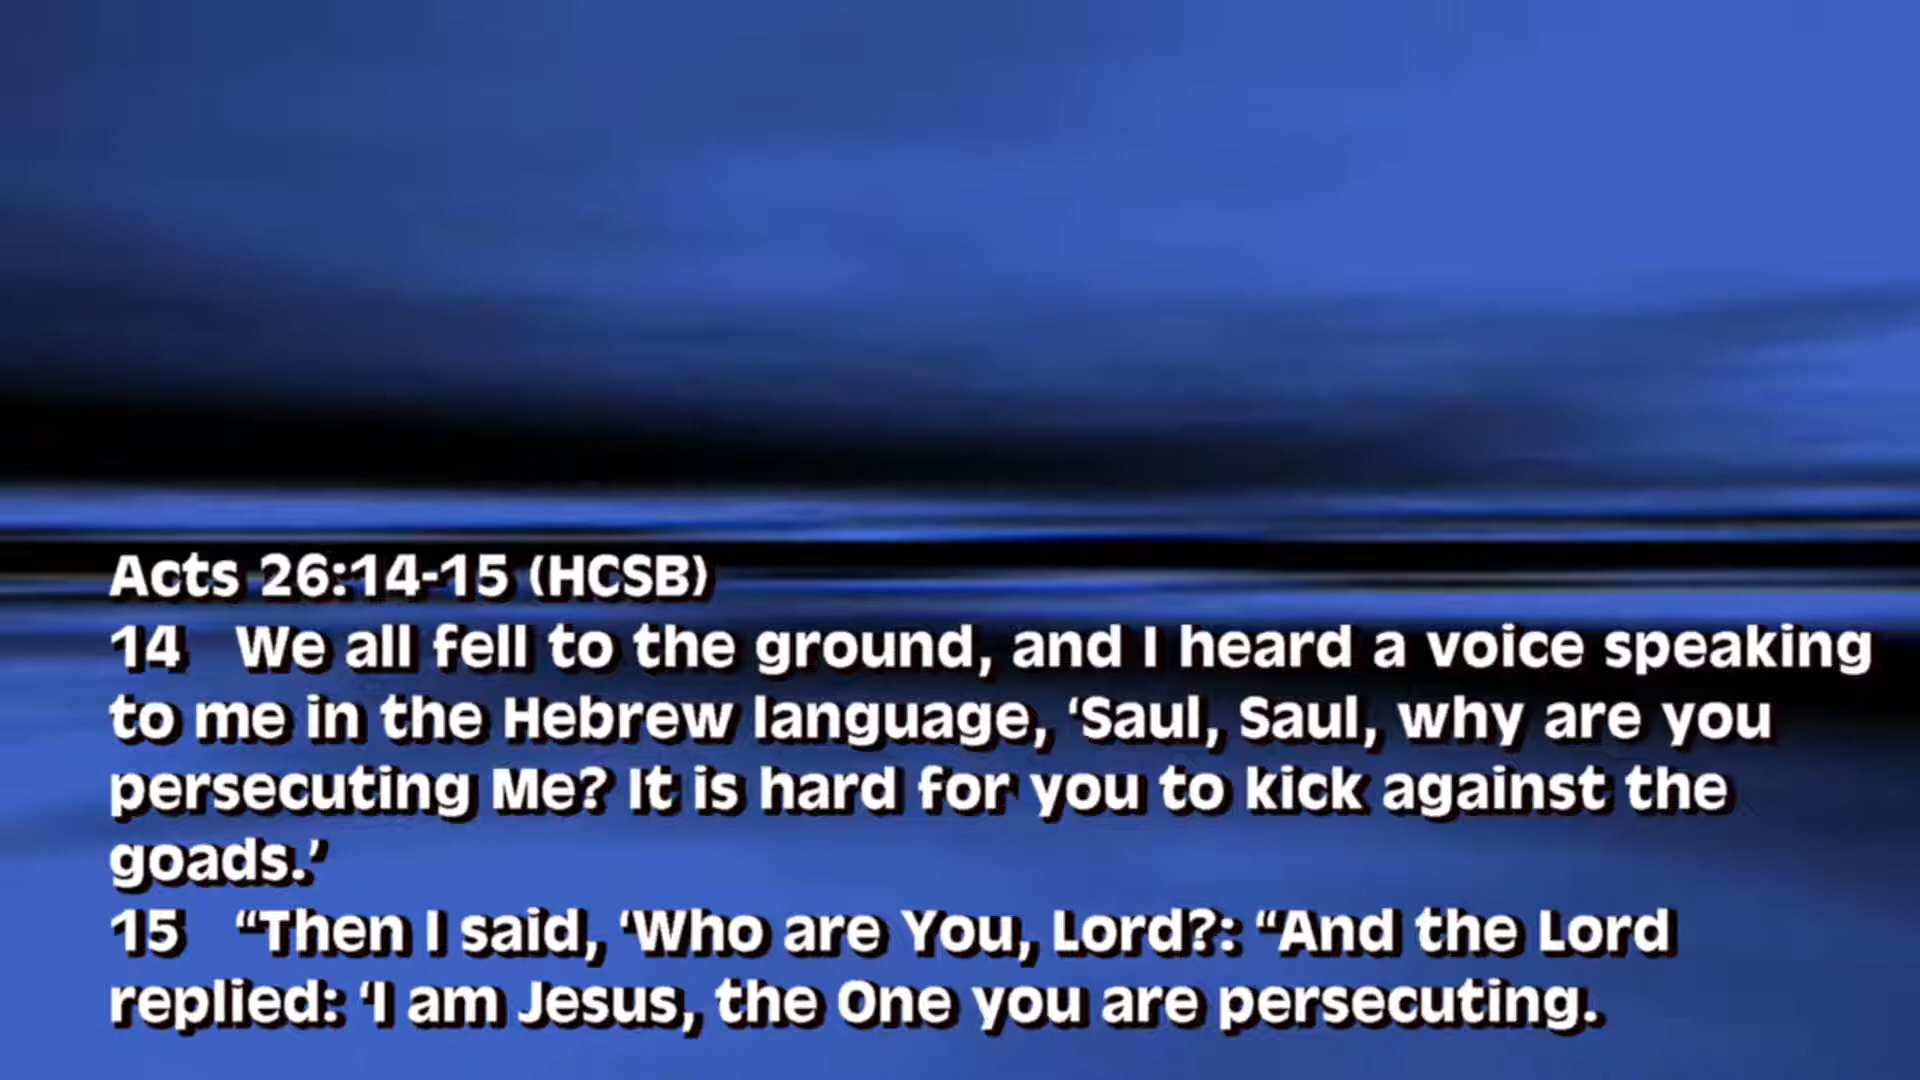 Acts 26:14-15 (HCSB)
14 We all fell to the ground, and I heard a voice speaking
to me in the Hebrew language, ‘Saul, Saul, why are you
persecuting Me? It is hard for you to kick against the
goads.’
15 “Then I said, ‘Who are You, Lord?: “And the Lord
replied: ‘I am Jesus, the One you are persecuting.